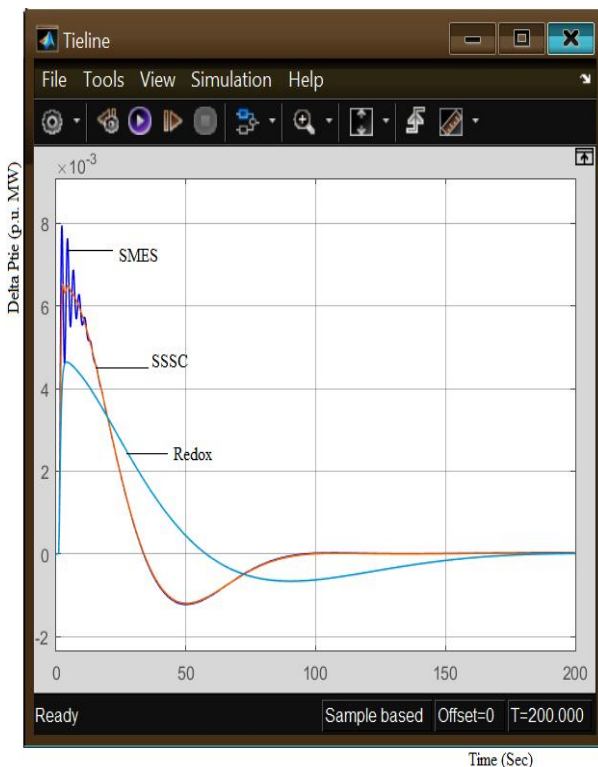 Tieline
File Tools View Simulation Help
×10⁻³
Delta Ptie (p.u. MW)
8
6
4
2
0
-2
SMES
SSSC
Redox
0 50 100 150 200
Ready Sample based Offset=0 T=200.000
Time (Sec)